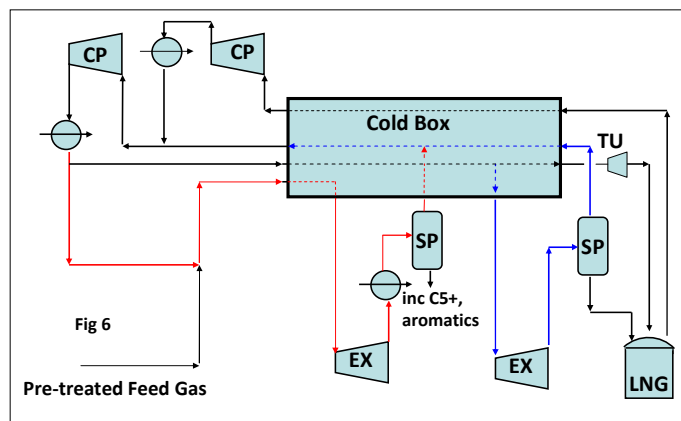 CP
CP
Cold Box
TU
SP
SP
inc C5+,
aromatics
Fig 6
EX
EX
LNG
Pre-treated Feed Gas